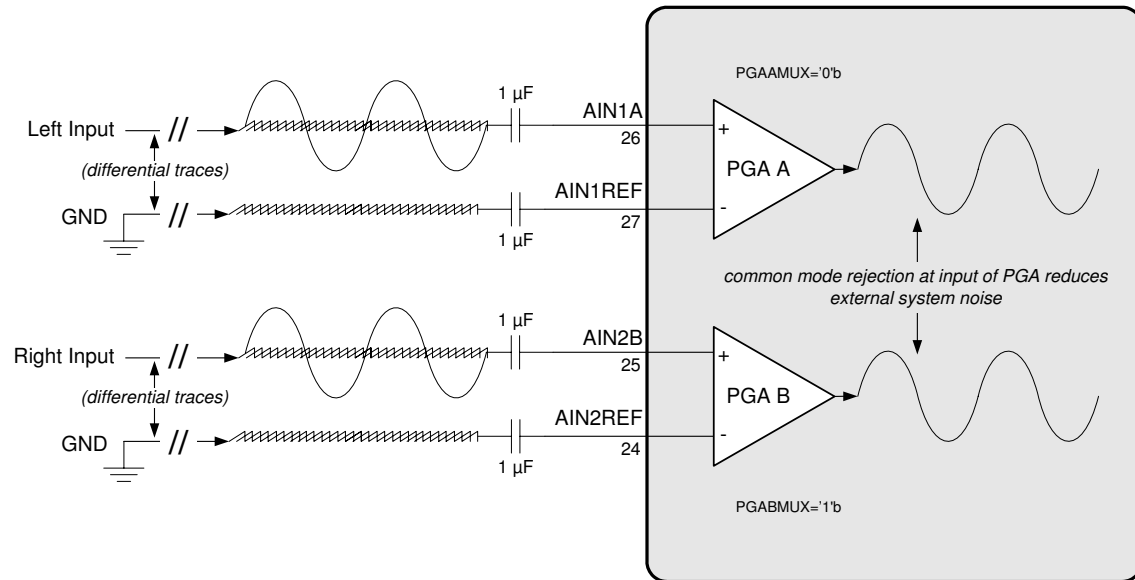 PGAAMUX='0'b
1 µF
AIN1A
26
Left Input
+
PGA A
-
(differential traces)
AIN1REF
27
GND
1 µF
common mode rejection at input of PGA reduces
external system noise
1 µF
AIN2B
25
Right Input
+
PGA B
-
(differential traces)
AIN2REF
24
GND
1 µF
PGABMUX='1'b